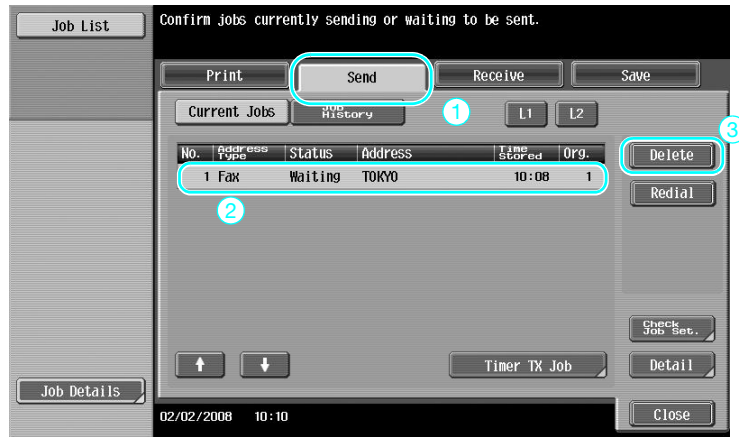 Job List
Confirm jobs currently sending or waiting to be sent.
Print
Send
Receive
Save
Current Jobs
Job
History
1
L1
L2
3
No.
Address
Type
Status
Address
Time
Stored
Org.
Delete
1 Fax Waiting TOKYO 10:08 1
2
Redial
Check
Job Set.
↑
↓
Timer TX Job
Detail
Job Details
02/02/2008 10:10
Close